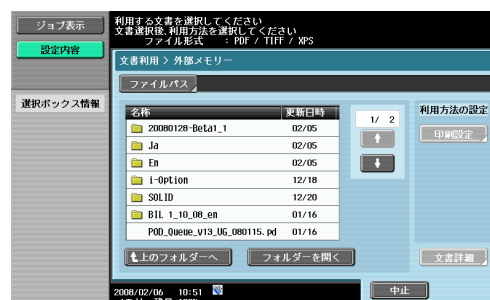 ジョブ表示
設定内容
選択ボックス情報
利用する文書を選択してください
文書選択後、利用方法を選択してください
ファイル形式 : PDF / TIFF / XPS
文書利用 > 外部メモリー
ファイルパス
名称 更新日時
20080128-Beta1_1 02/05
Ja 02/05
En 02/05
i-Option 12/18
SOLID 12/20
BIL 1_10_08_en 01/16
POD_Queue_v13_UG_080115.pd 01/16
1/ 2
利用方法の設定
印刷設定
上のフォルダーへ
フォルダーを開く
文書詳細
2008/02/06 10:51
中止